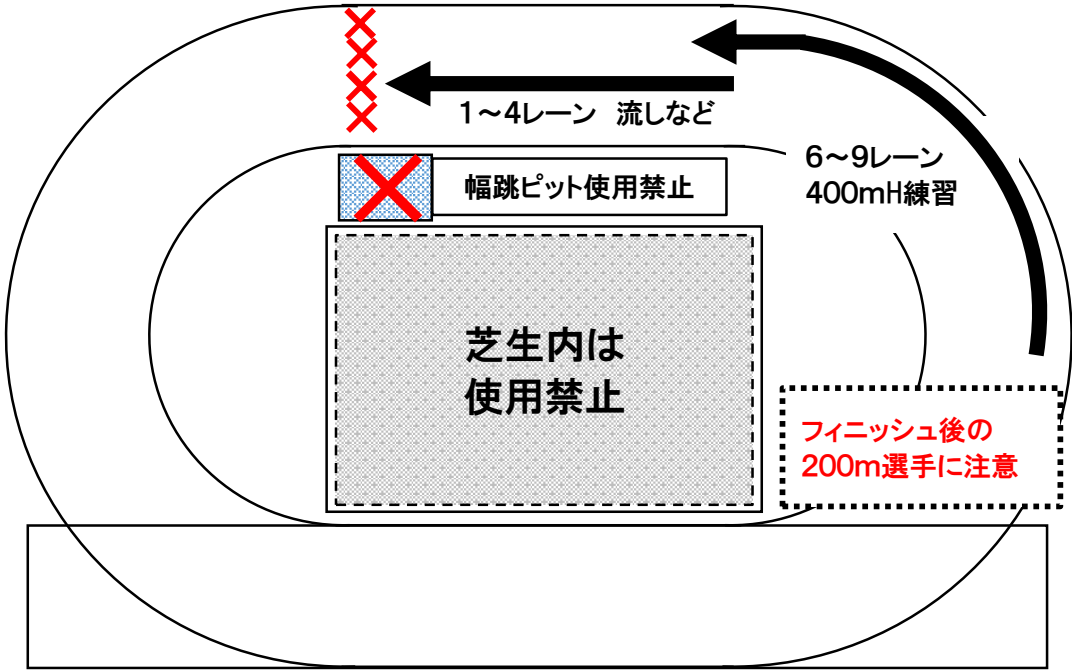 1～4レーン　流しなど
6～9レーン
400mH練習
幅跳ピット使用禁止
芝生内は
使用禁止
フィニッシュ後の
200m選手に注意